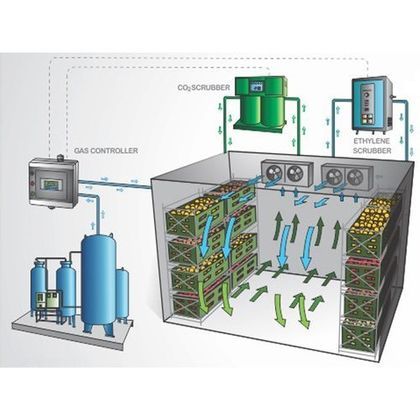 CO₂SCRUBBER
GAS CONTROLLER
ETHYLENE
SCRUBBER